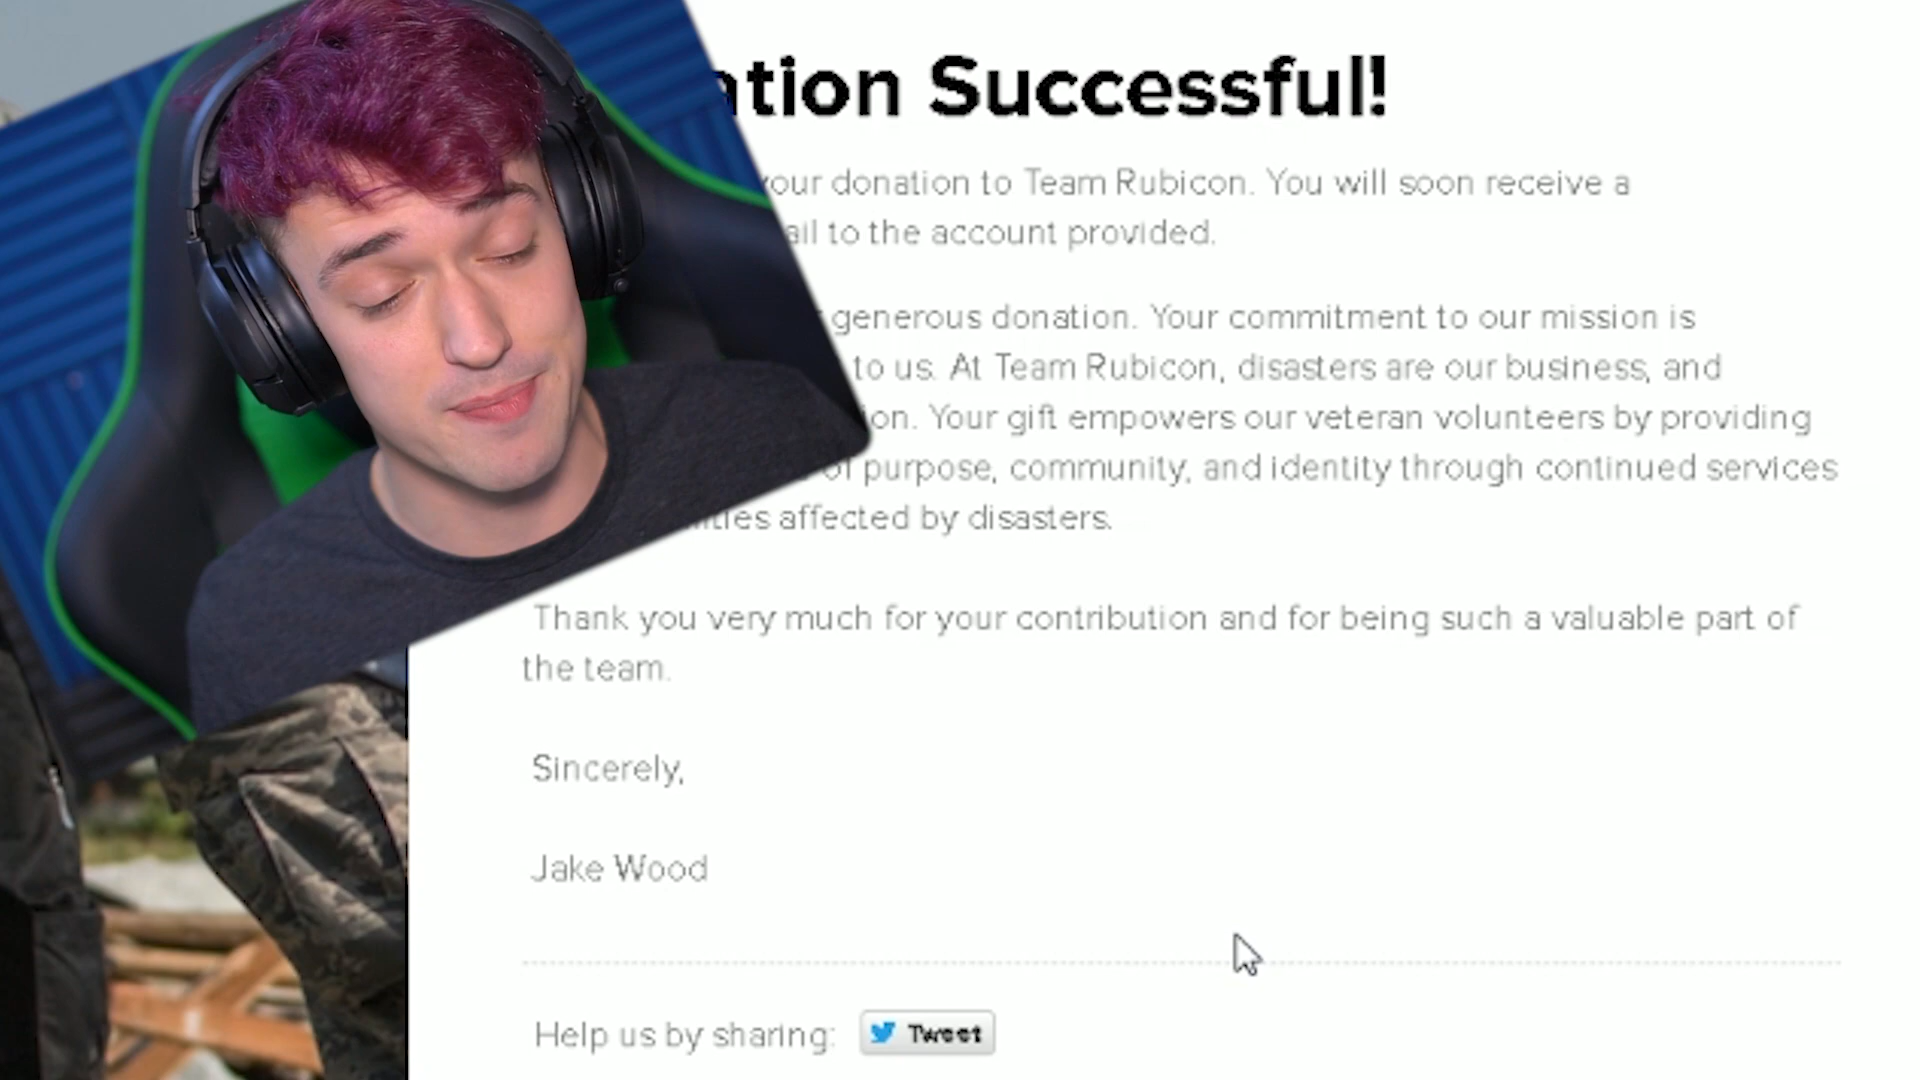 ation Successful!
your donation to Team Rubicon. You will soon receive a
ail to the account provided.
generous donation. Your commitment to our mission is
to us. At Team Rubicon, disasters are our business, and
ion. Your gift empowers our veteran volunteers by providing
of purpose, community, and identity through continued services
ities affected by disasters.
Thank you very much for your contribution and for being such a valuable part of
the team.
Sincerely,
Jake Wood
Help us by sharing: Tweet